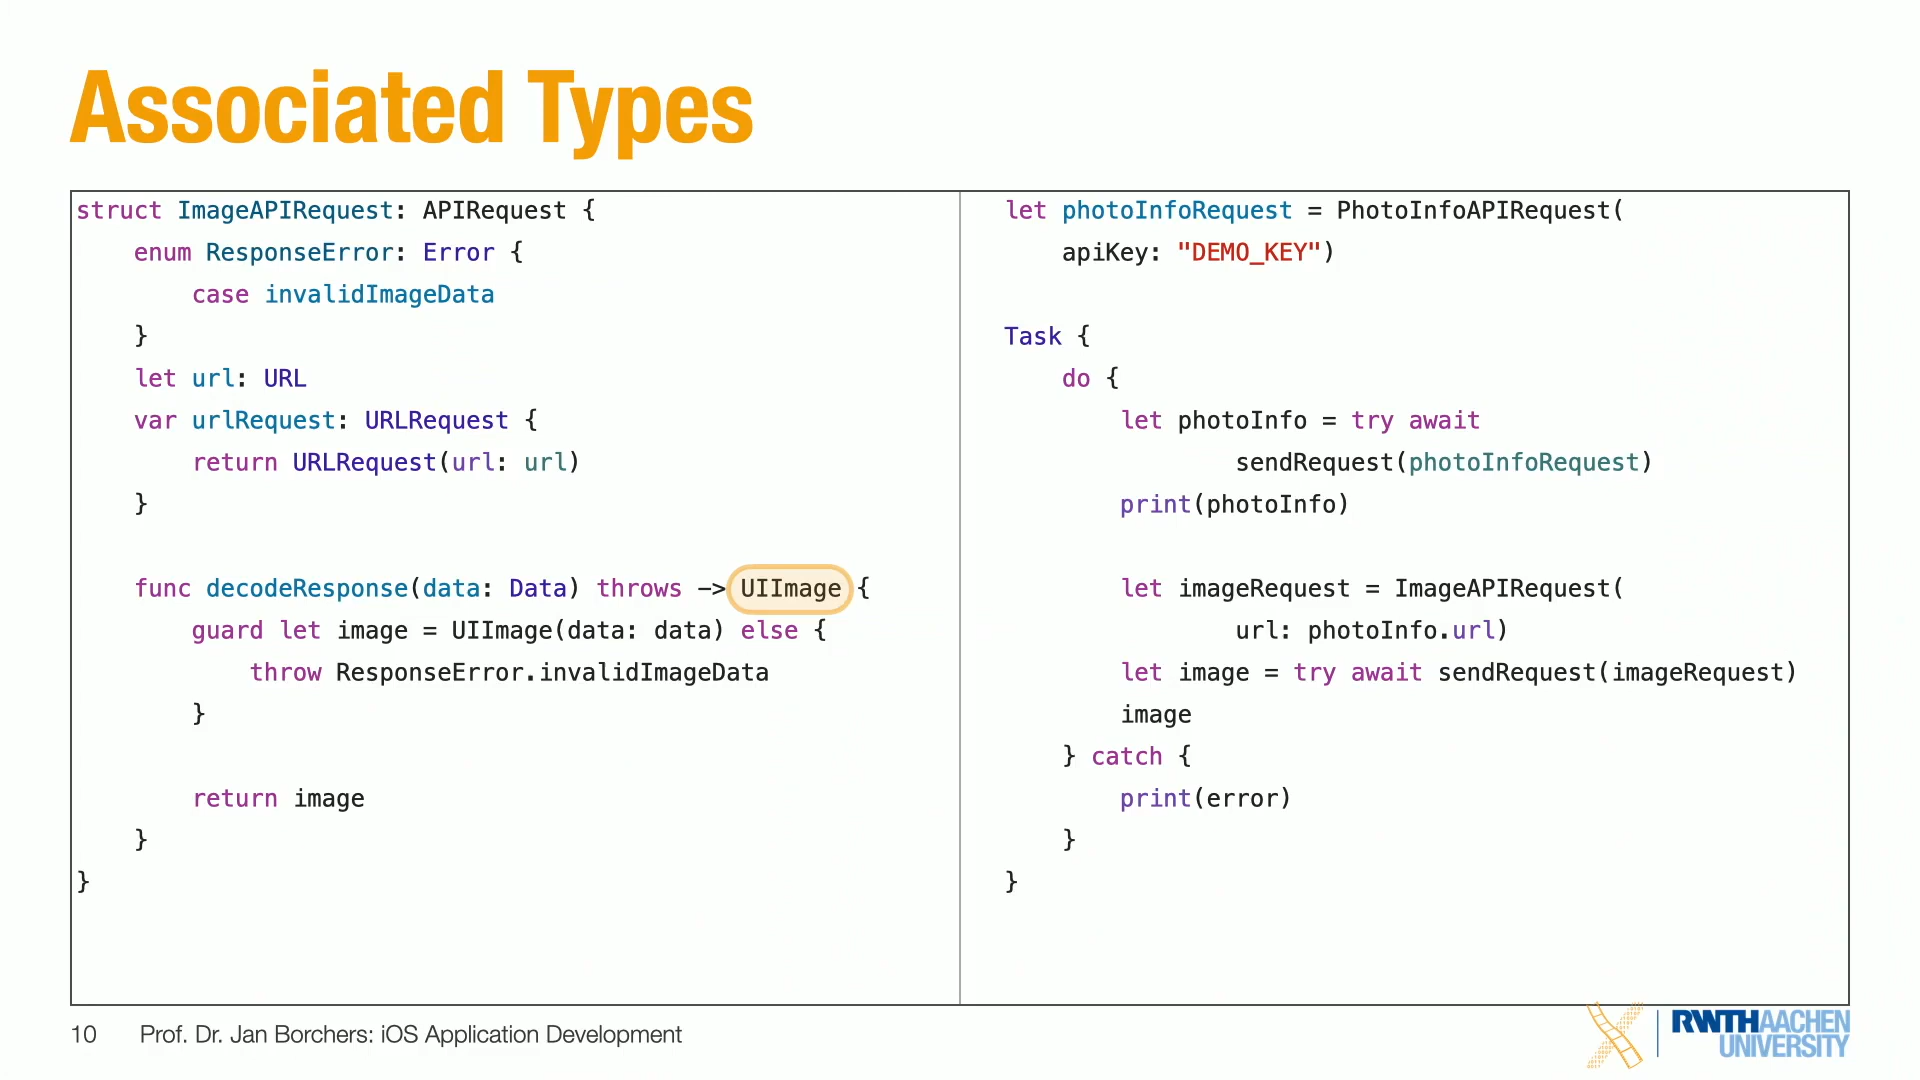 Associated Types
struct ImageAPIRequest: APIRequest {
    enum ResponseError: Error {
        case invalidImageData
    }
    let url: URL
    var urlRequest: URLRequest {
        return URLRequest(url: url)
    }
    func decodeResponse(data: Data) throws -> UIImage {
        guard let image = UIImage(data: data) else {
            throw ResponseError.invalidImageData
        }
        return image
    }
}
let photoInfoRequest = PhotoInfoAPIRequest(
    apiKey: "DEMO_KEY")
Task {
    do {
        let photoInfo = try await
                sendRequest(photoInfoRequest)
        print(photoInfo)
        let imageRequest = ImageAPIRequest(
                url: photoInfo.url)
        let image = try await sendRequest(imageRequest)
        image
    } catch {
        print(error)
    }
}
10 Prof. Dr. Jan Borchers: iOS Application Development
RWTHAACHEN
UNIVERSITY